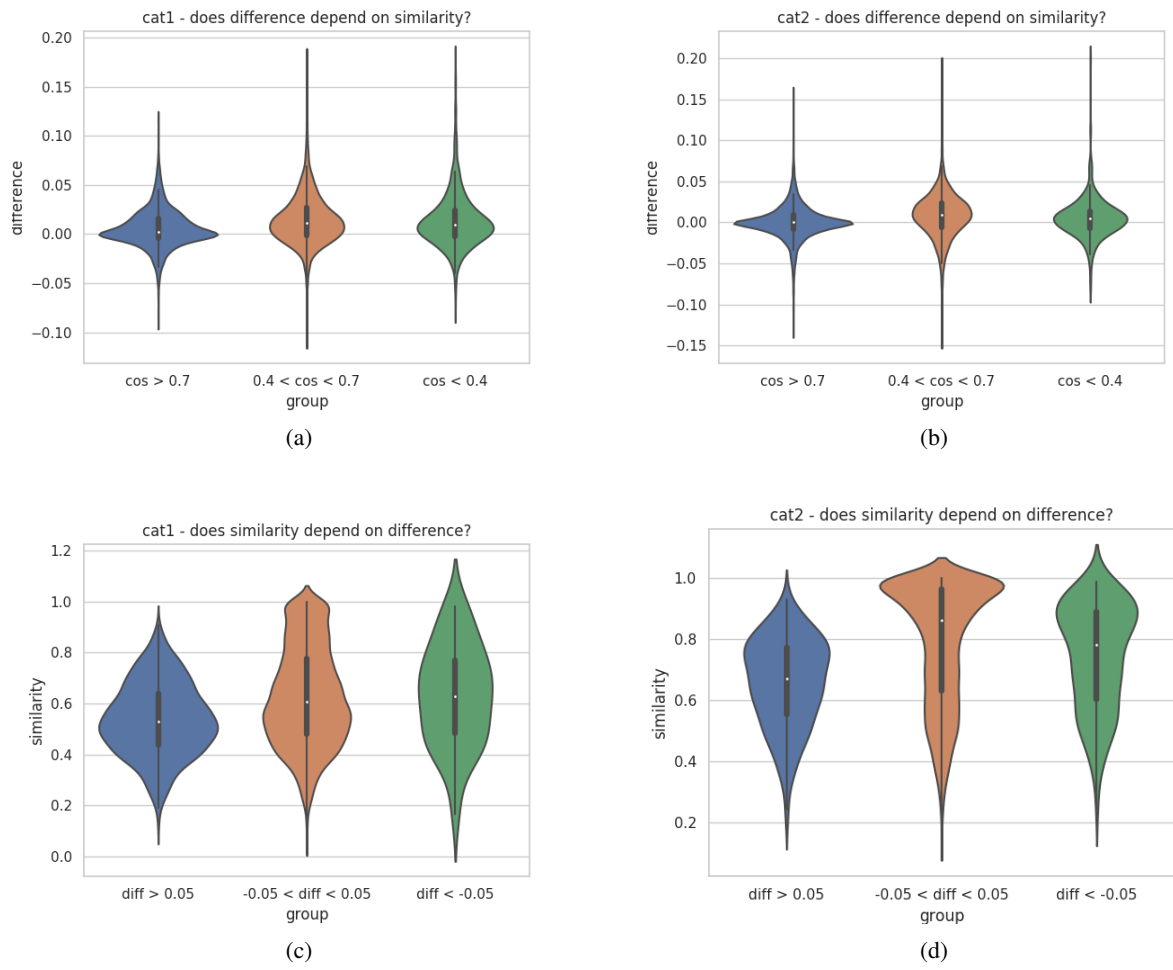 cat1 - does difference depend on similarity?
0.20
0.15
0.10
0.05
0.00
−0.05
−0.10
difference
cos > 0.7
0.4 < cos < 0.7
cos < 0.4
group
(a)
cat2 - does difference depend on similarity?
0.20
0.15
0.10
0.05
0.00
−0.05
−0.10
−0.15
difference
cos > 0.7
0.4 < cos < 0.7
cos < 0.4
group
(b)
cat1 - does similarity depend on difference?
1.2
1.0
0.8
0.6
0.4
0.2
0.0
similarity
diff > 0.05
-0.05 < diff < 0.05
diff < -0.05
group
(c)
cat2 - does similarity depend on difference?
1.0
0.8
0.6
0.4
0.2
similarity
diff > 0.05
-0.05 < diff < 0.05
diff < -0.05
group
(d)